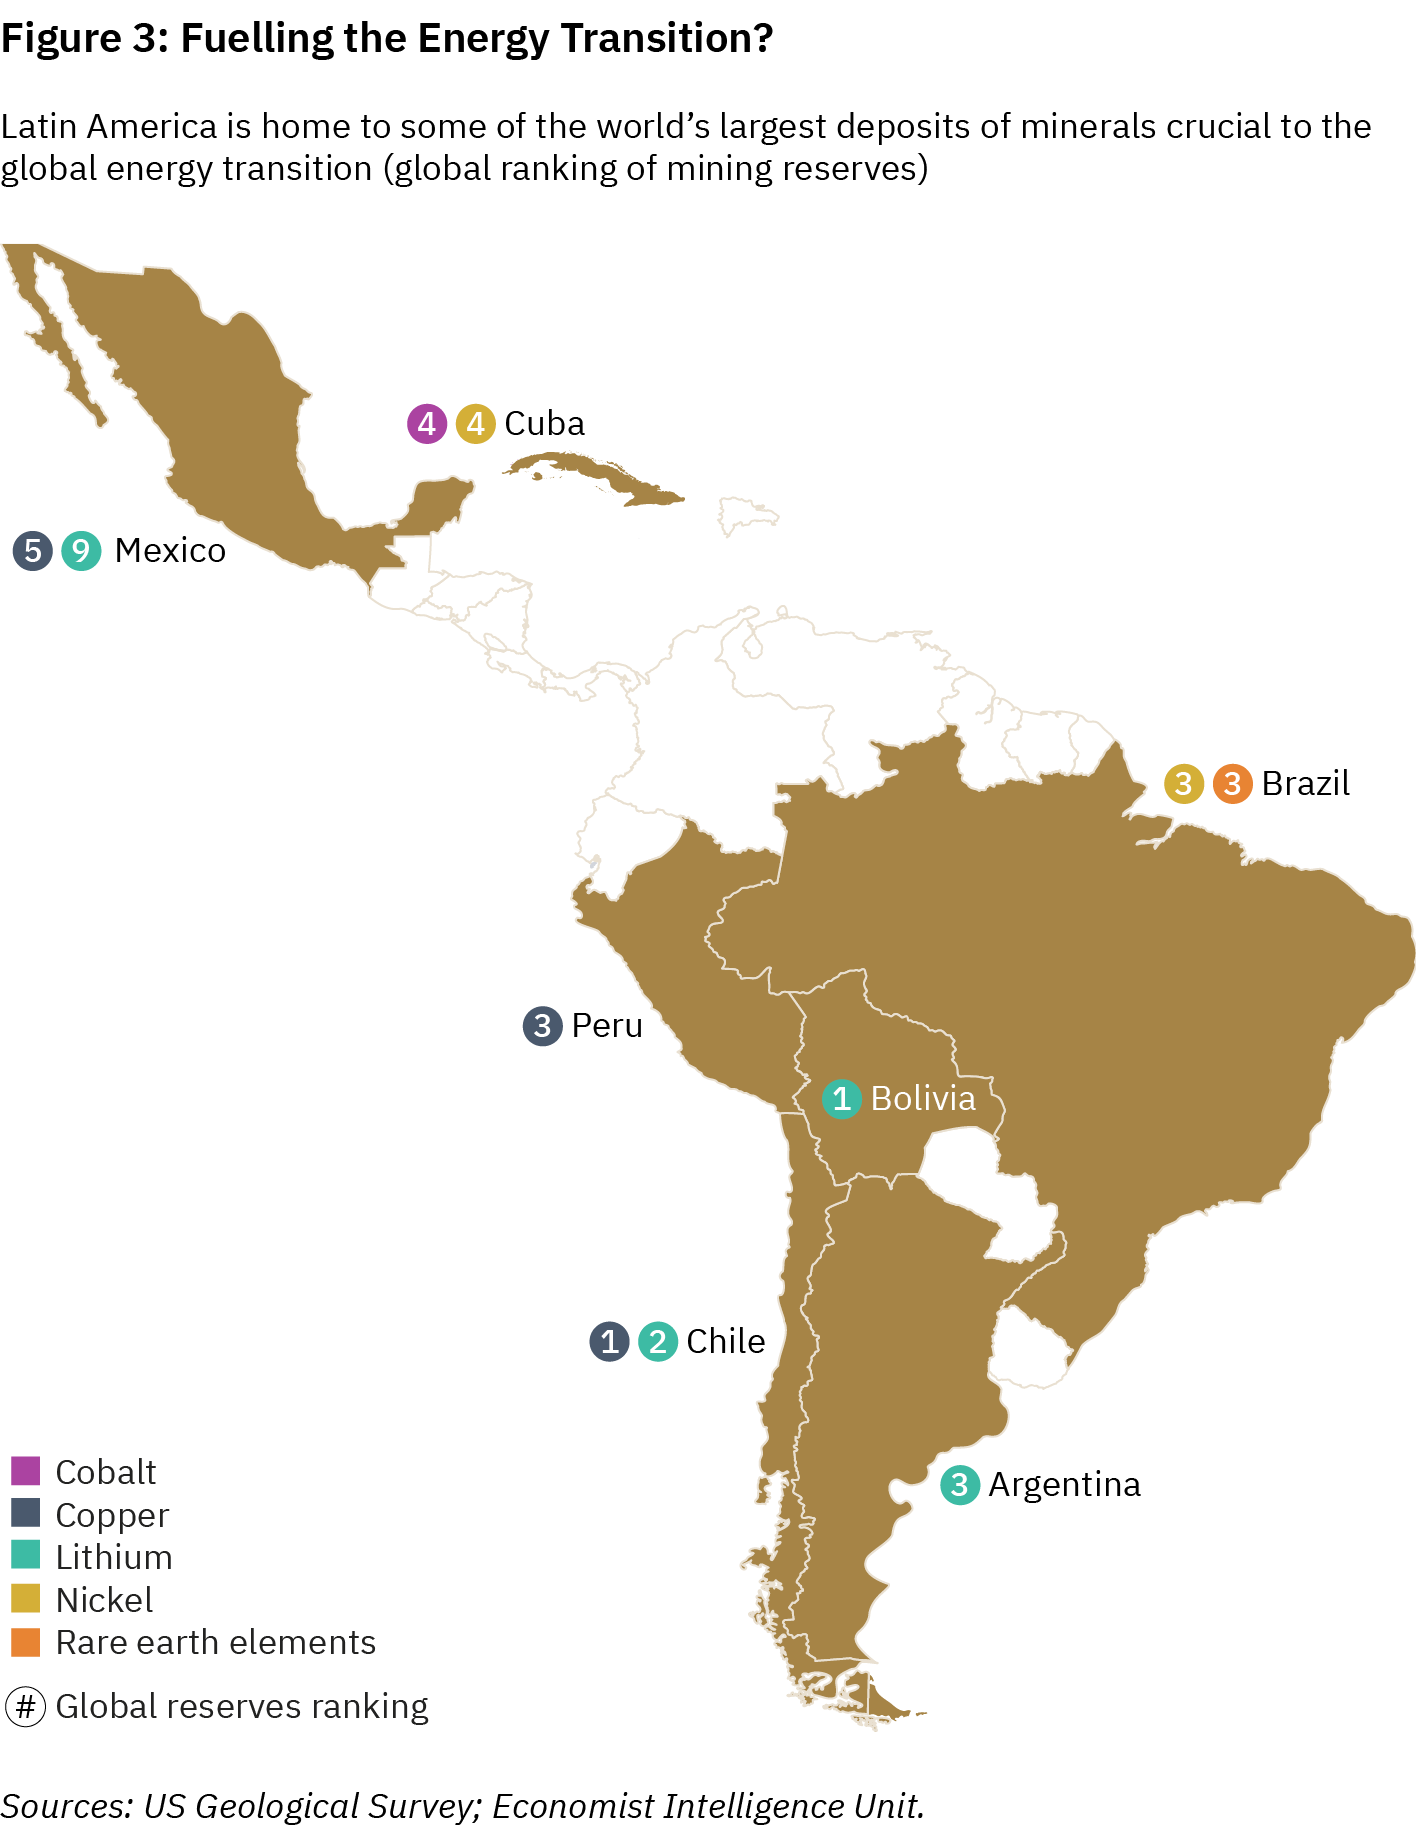 Figure 3: Fuelling the Energy Transition?
Latin America is home to some of the world’s largest deposits of minerals crucial to the
global energy transition (global ranking of mining reserves)
4 4 Cuba
5 9 Mexico
3 3 Brazil
3 Peru
1 Bolivia
1 2 Chile
3 Argentina
Cobalt
Copper
Lithium
Nickel
Rare earth elements
# Global reserves ranking
Sources: US Geological Survey; Economist Intelligence Unit.